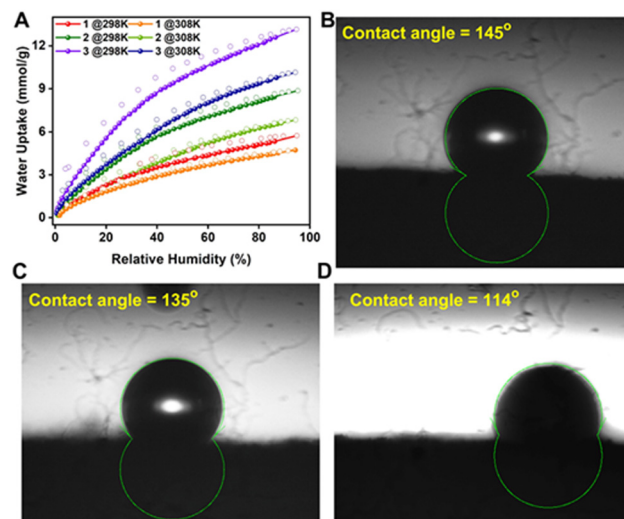 A
1 @298K 1 @308K
2 @298K 2 @308K
3 @298K 3 @308K
Water Uptake (mmol/g)
12
9
6
3
0
0 20 40 60 80 100
Relative Humidity (%)
B
Contact angle = 145°
C
Contact angle = 135°
D
Contact angle = 114°